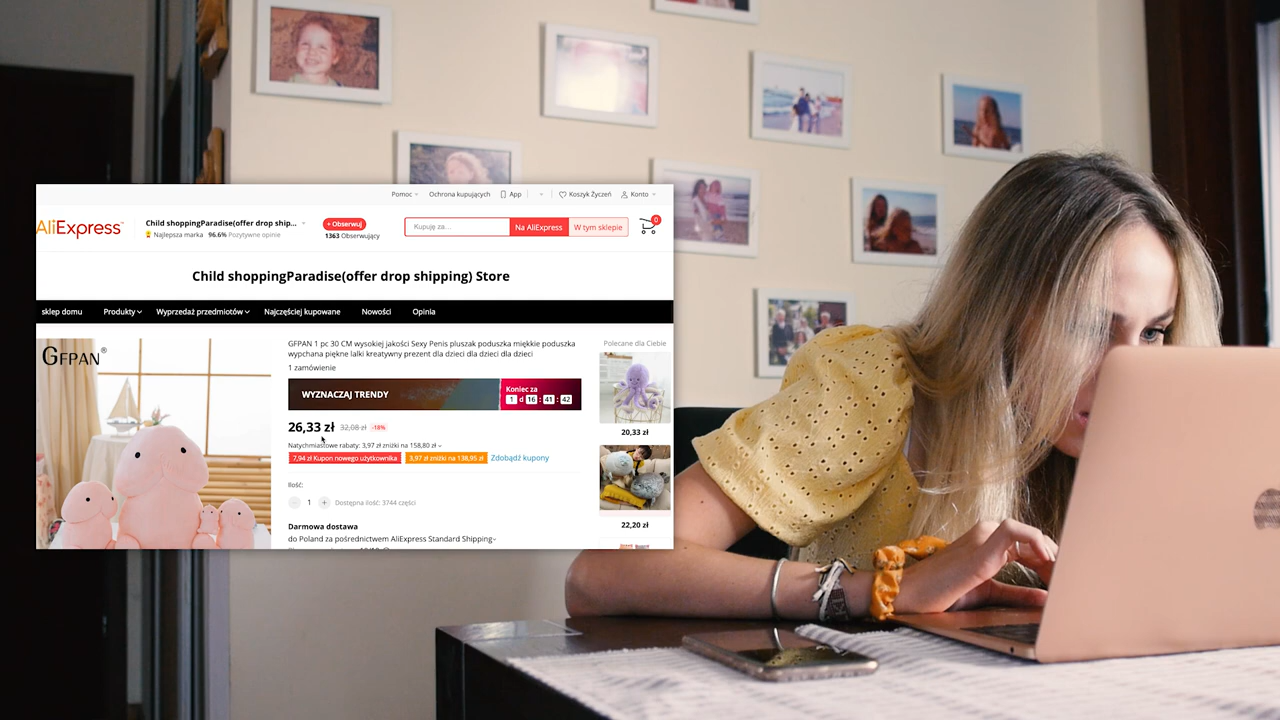 Pomoc
Ochrona kupujących
App
Koszyk Życzeń
Konto
AliExpress™
Child shoppingParadise(offer drop ship...
Najlepsza marka 96.6% Pozytywne opinie
+ Obserwuj
1363 Obserwujący
Kupuję za...
Na AliExpress
W tym sklepie
0
Child shoppingParadise(offer drop shipping) Store
sklep domu
Produkty
Wyprzedaż przedmiotów
Najczęściej kupowane
Nowości
Opinia
GFPAN®
GFPAN 1 pc 30 CM wysokiej jakości Sexy Penis pluszak poduszka miękkie poduszka
wypchana piękne lalki kreatywny prezent dla dzieci dla dzieci dla dzieci
1 zamówienie
WYZNACZAJ TRENDY
Koniec za
1 d 16 : 41 : 42
26,33 zł 32,08 zł -18%
Natychmiastowe rabaty: 3,97 zł zniżki na 158,80 zł
7,94 zł Kupon nowego użytkownika
3,97 zł zniżki na 138,95 zł
Zdobądź kupony
Ilość:
- 1 + Dostępna ilość: 3744 części
Darmowa dostawa
do Poland za pośrednictwem AliExpress Standard Shipping
Polecane dla Ciebie
20,33 zł
22,20 zł